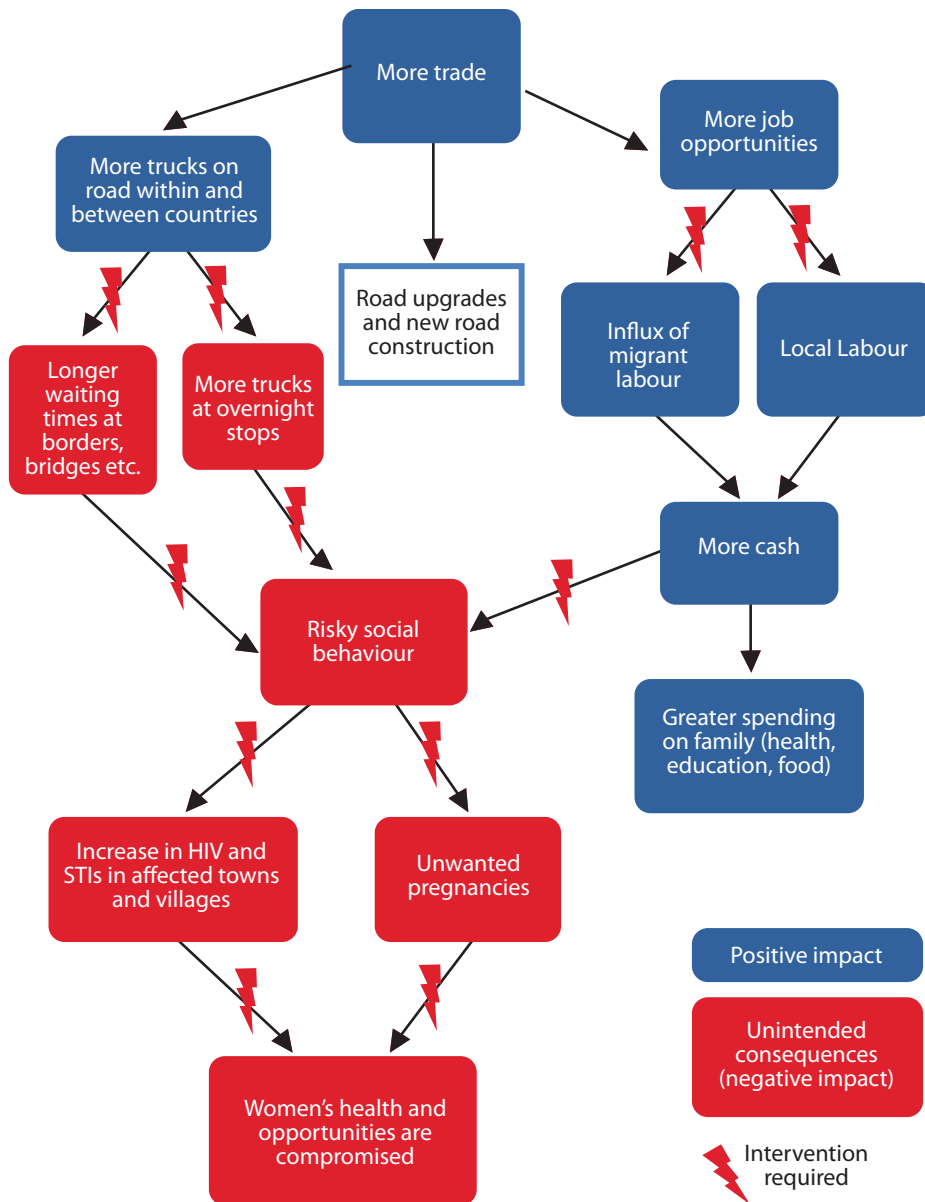 More trade
More job
opportunities
More trucks on
road within and
between countries
Road upgrades
and new road
construction
Influx of
migrant
labour
Local Labour
Longer
waiting
times at
borders,
bridges etc.
More trucks
at overnight
stops
More cash
Risky social
behaviour
Greater spending
on family (health,
education, food)
Increase in HIV and
STIs in affected towns
and villages
Unwanted
pregnancies
Women’s health and
opportunities are
compromised
Positive impact
Unintended
consequences
(negative impact)
Intervention
required